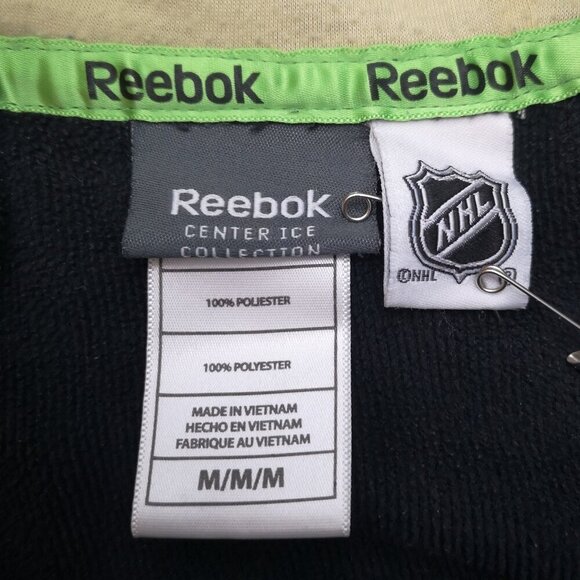 Reebok Reebok
Reebok
CENTER ICE
COLLECTION
NHL
©NHL
100% POLIESTER
100% POLYESTER
MADE IN VIETNAM
HECHO EN VIETNAM
FABRIQUE AU VIETNAM
M/M/M